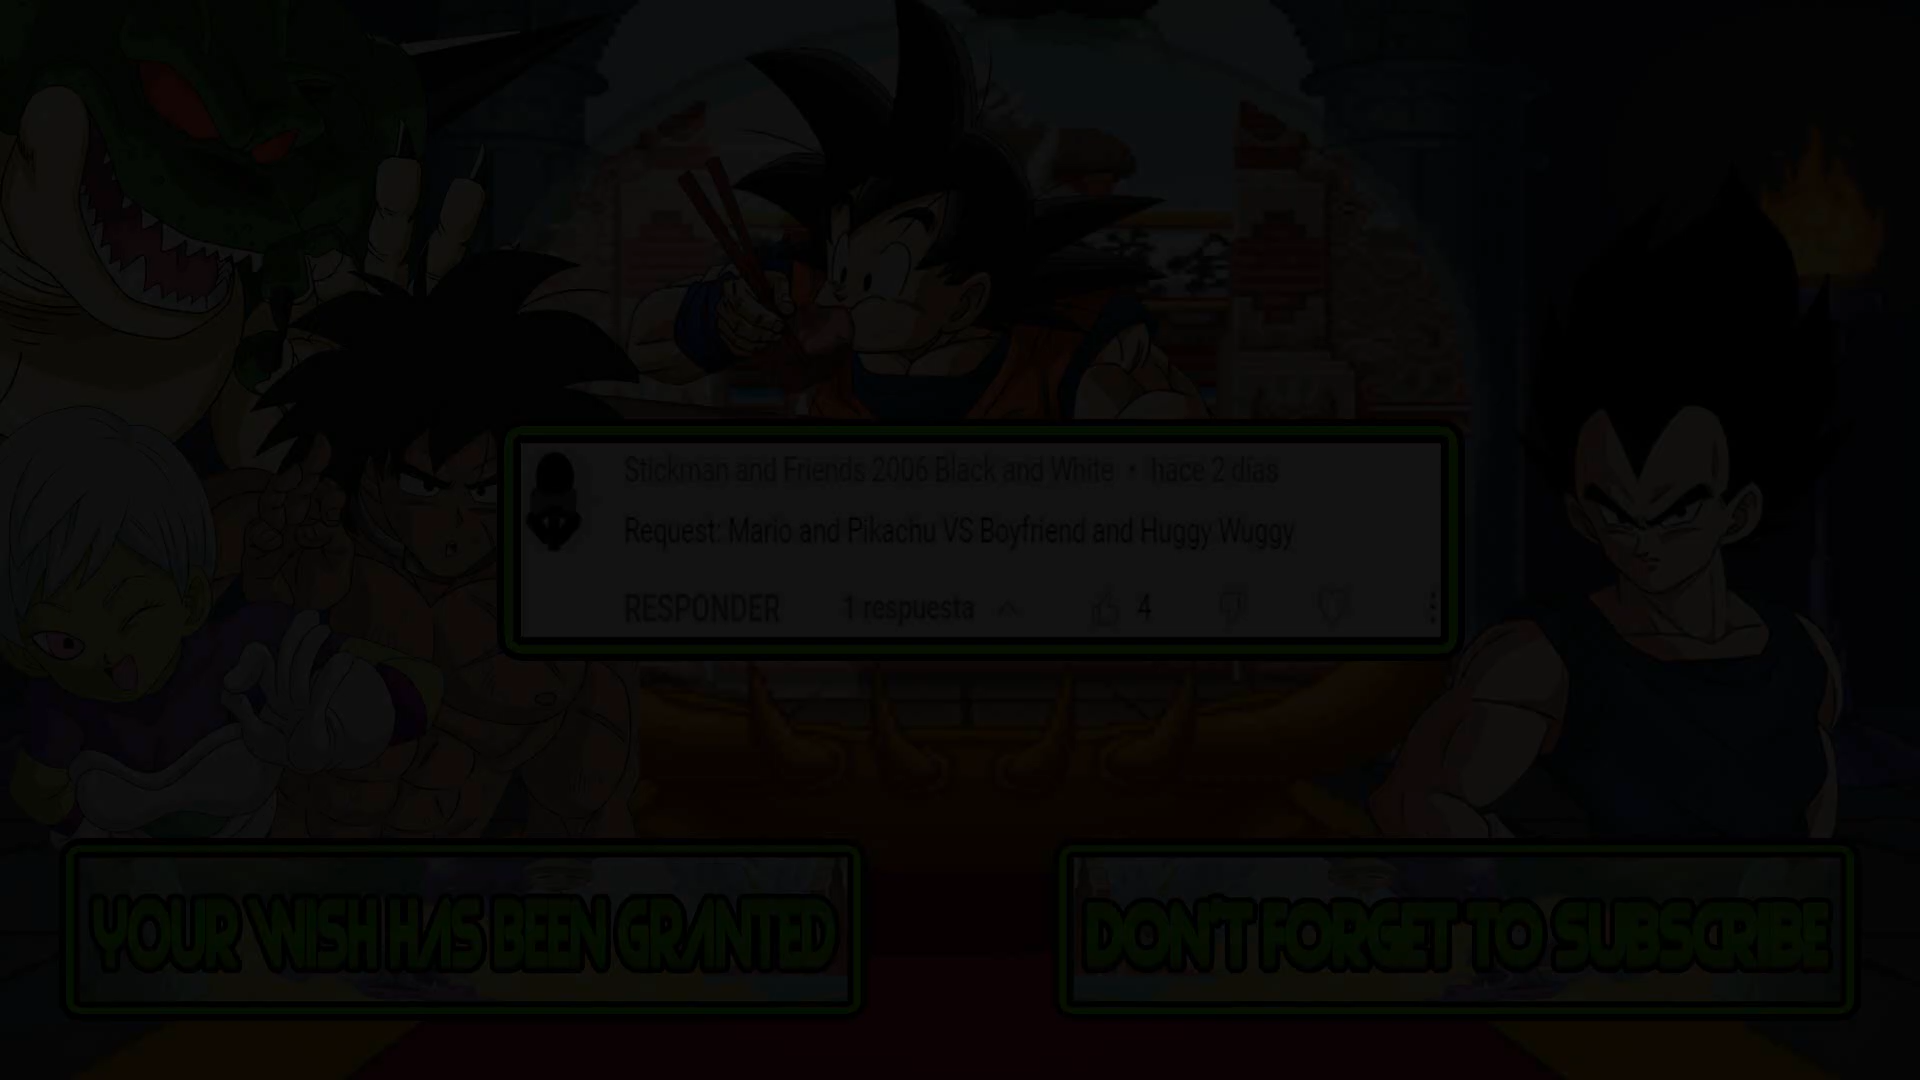 Stickman and Friends 2006 Black and White • hace 2 días
Request: Mario and Pikachu VS Boyfriend and Huggy Wuggy
RESPONDER 1 respuesta 4
YOUR WISH HAS BEEN GRANTED
DON'T FORGET TO SUBSCRIBE